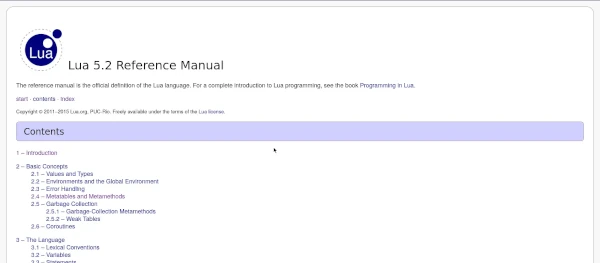 Lua
Lua 5.2 Reference Manual
The reference manual is the official definition of the Lua language. For a complete introduction to Lua programming, see the book Programming in Lua.
start · contents · index
Copyright © 2011–2015 Lua.org, PUC-Rio. Freely available under the terms of the Lua license.
Contents
1 – Introduction
2 – Basic Concepts
2.1 – Values and Types
2.2 – Environments and the Global Environment
2.3 – Error Handling
2.4 – Metatables and Metamethods
2.5 – Garbage Collection
2.5.1 – Garbage-Collection Metamethods
2.5.2 – Weak Tables
2.6 – Coroutines
3 – The Language
3.1 – Lexical Conventions
3.2 – Variables
3.3 – Statements